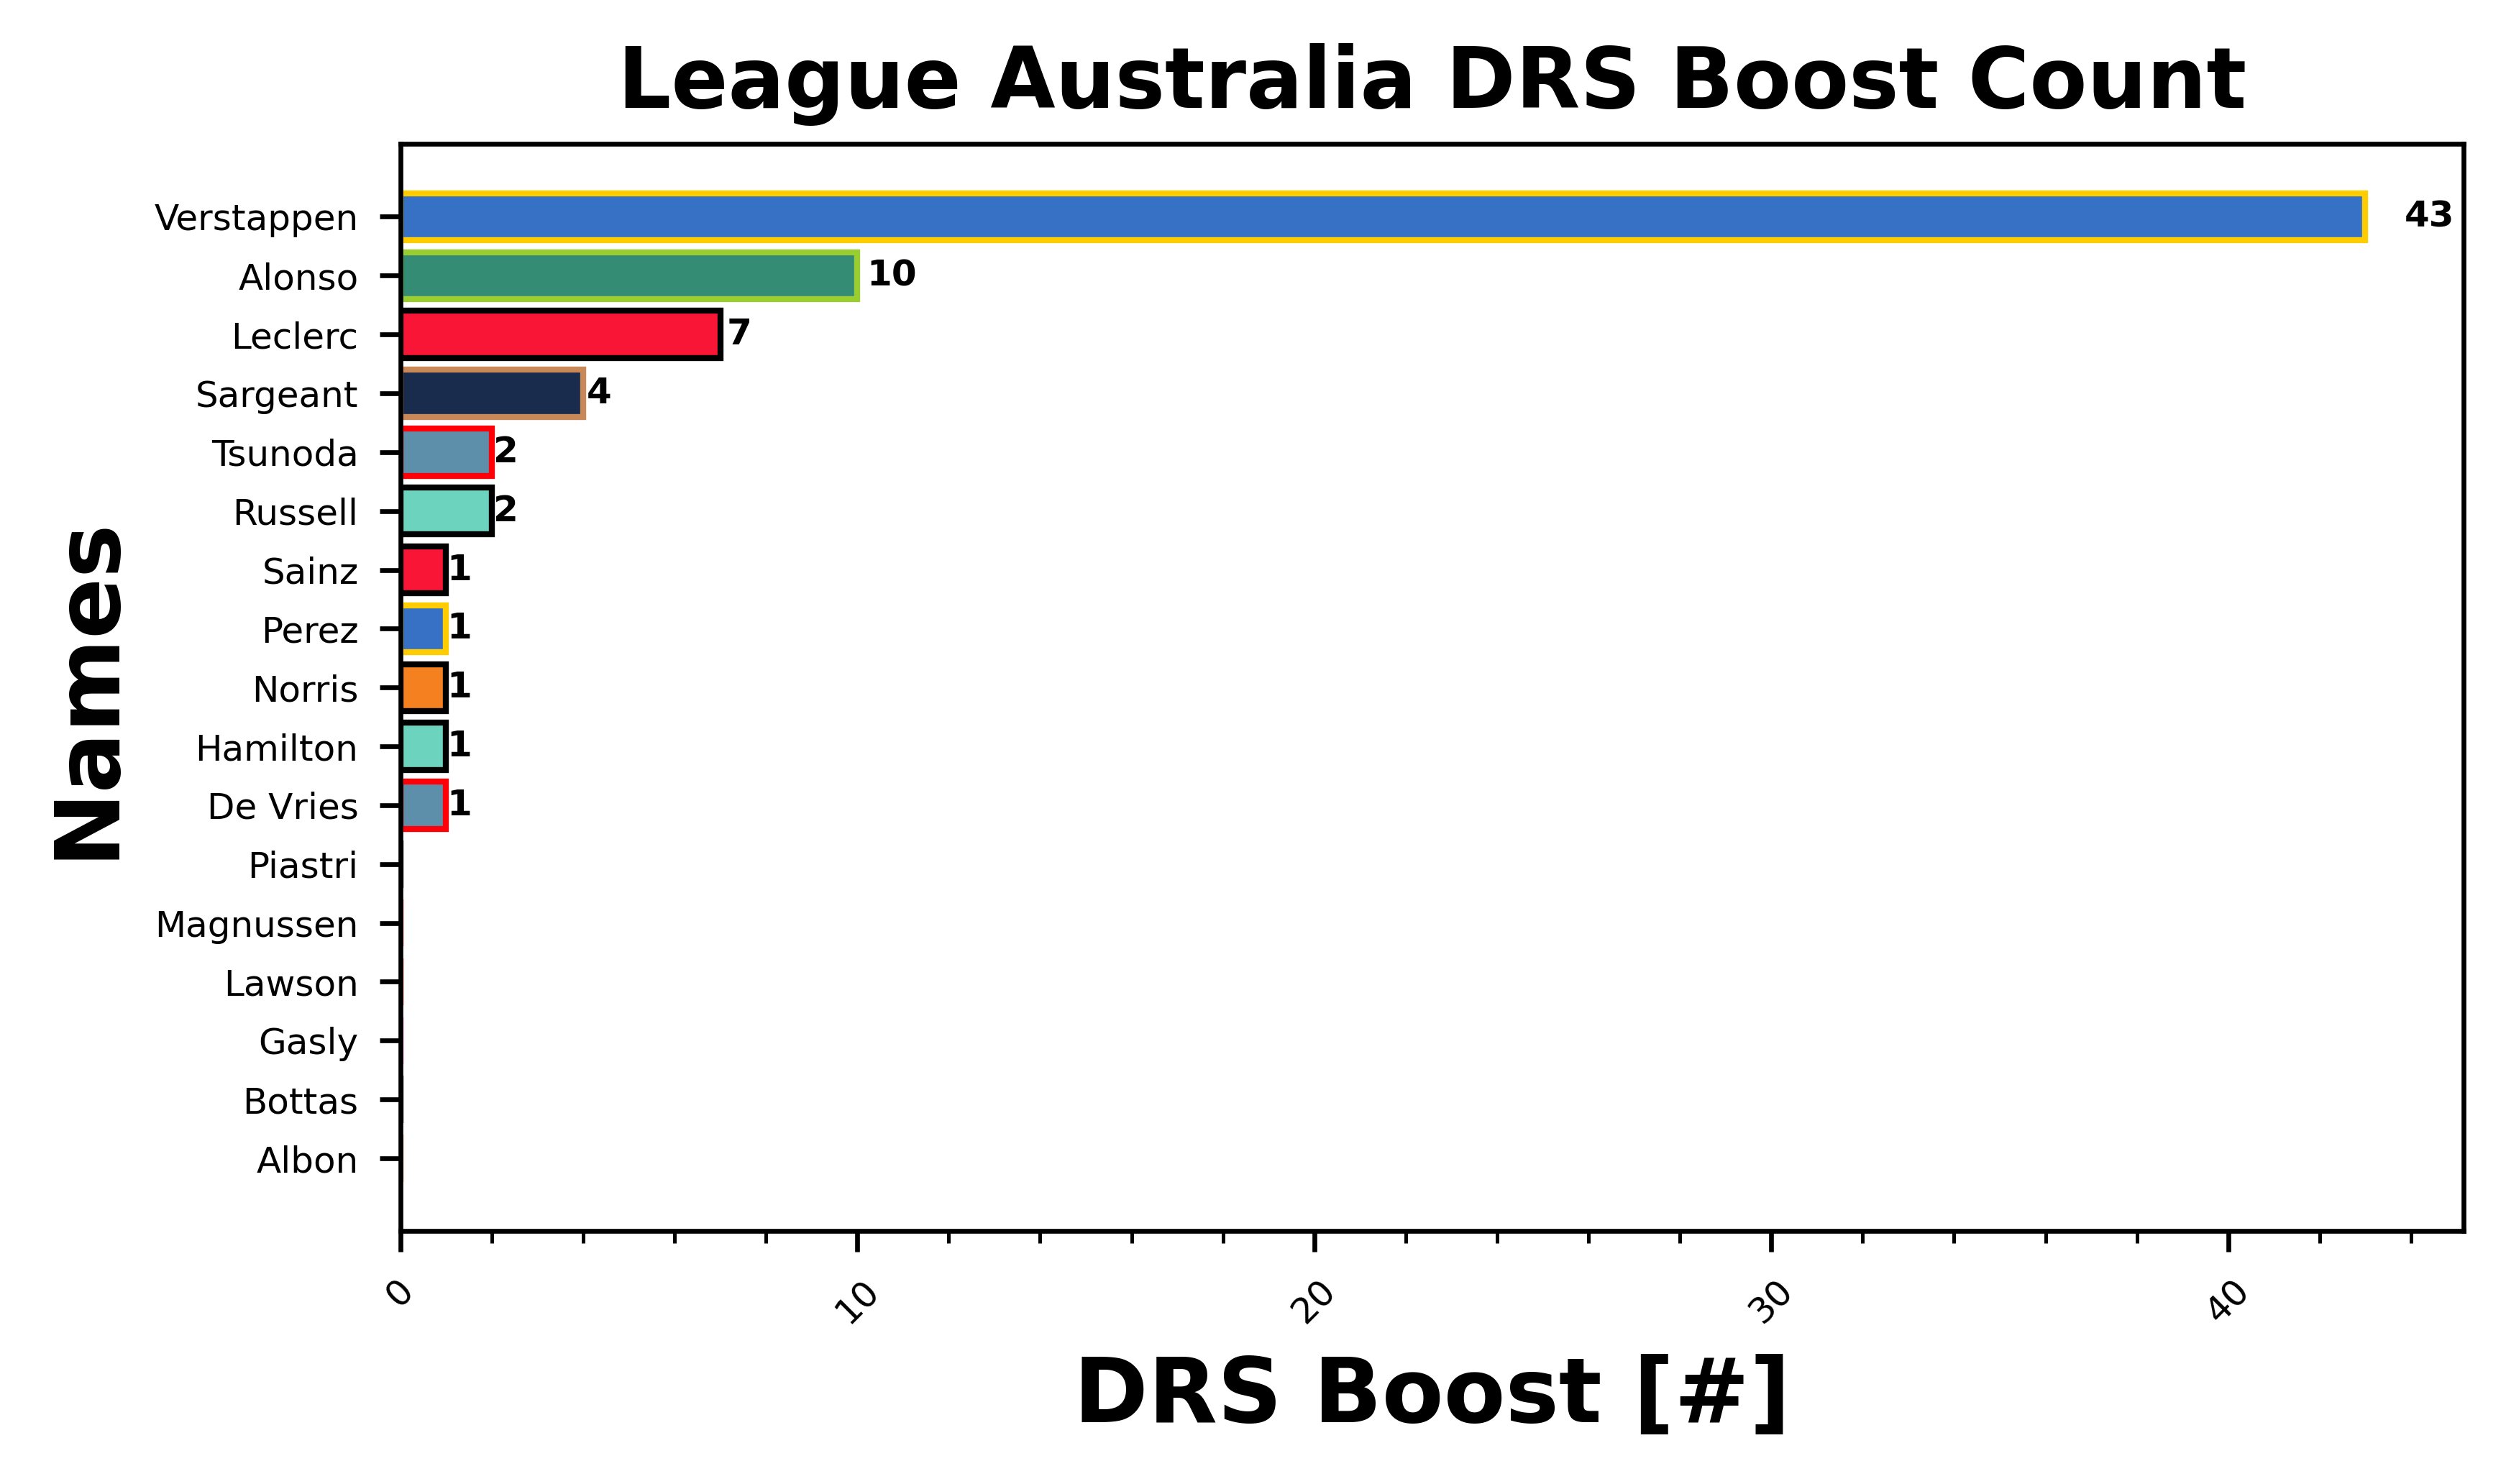 League Australia DRS Boost Count
Names
Verstappen 43
Alonso 10
Leclerc 7
Sargeant 4
Tsunoda 2
Russell 2
Sainz 1
Perez 1
Norris 1
Hamilton 1
De Vries 1
Piastri
Magnussen
Lawson
Gasly
Bottas
Albon
0 10 20 30 40
DRS Boost [#]